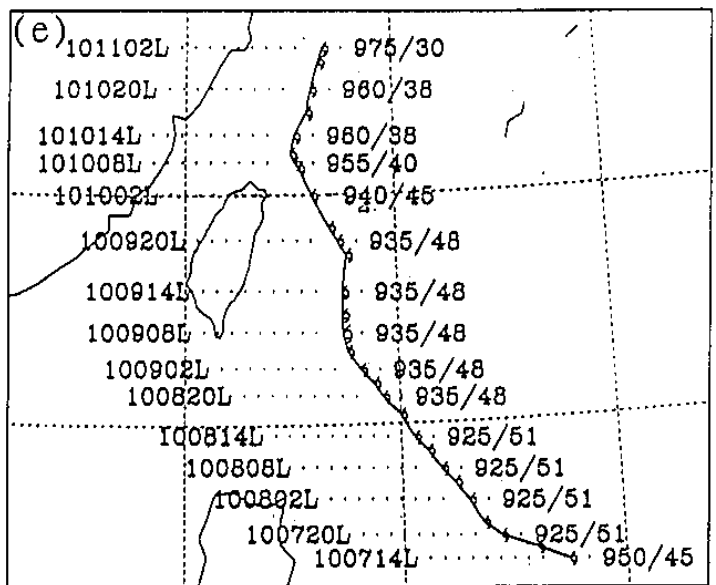 (e)
101102L 975/30
101020L 960/38
101014L 960/38
101008L 955/40
101002L 940/45
100920L 935/48
100914L 935/48
100908L 935/48
100902L 935/48
100820L 935/48
100814L 925/51
100808L 925/51
100802L 925/51
100720L 925/51
100714L 950/45